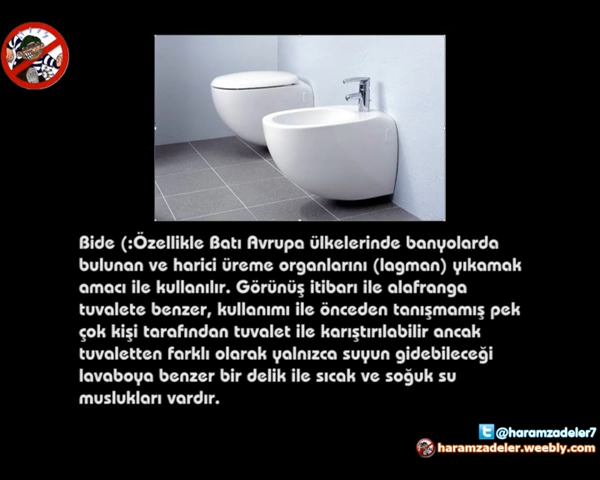 Bide (:Özellikle Batı Avrupa ülkelerinde banyolarda
bulunan ve harici üreme organlarını (lagman) yıkamak
amacı ile kullanılır. Görünüş itibarı ile alafranga
tuvalete benzer, kullanımı ile önceden tanışmamış pek
çok kişi tarafından tuvalet ile karıştırılabilir ancak
tuvaletten farklı olarak yalnızca suyun gidebileceği
lavaboya benzer bir delik ile sıcak ve soğuk su
muslukları vardır.
@haramzadeler7
haramzadeler.weebly.com